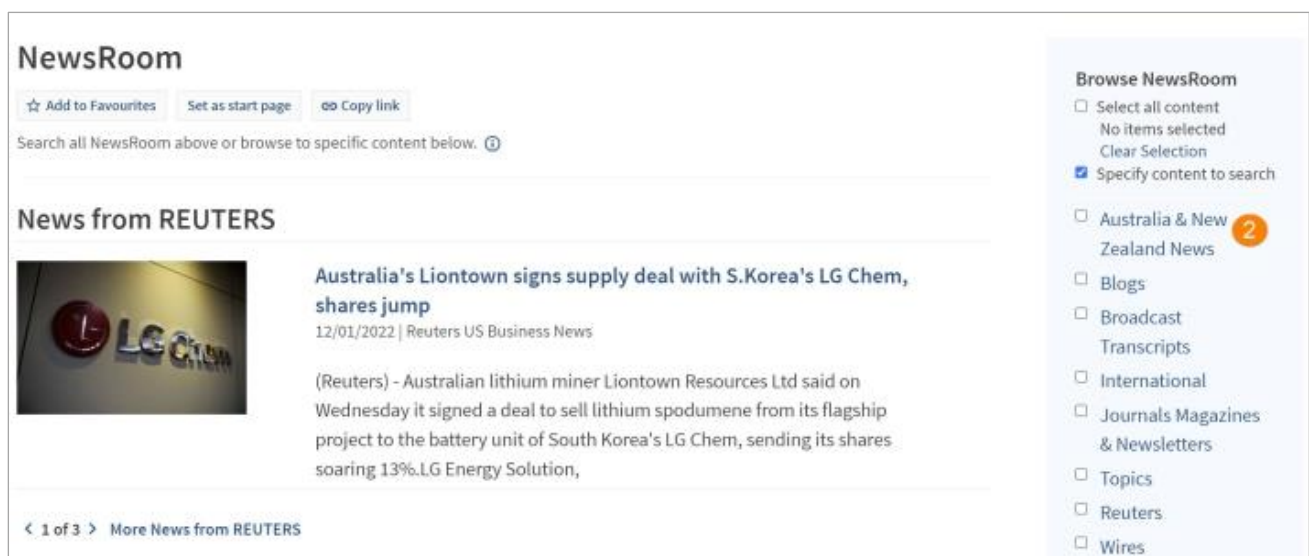 NewsRoom
Add to Favourites Set as start page Copy link
Search all NewsRoom above or browse to specific content below.
News from REUTERS
LG Chem
Australia's Liontown signs supply deal with S.Korea's LG Chem,
shares jump
12/01/2022 | Reuters US Business News
(Reuters) - Australian lithium miner Liontown Resources Ltd said on
Wednesday it signed a deal to sell lithium spodumene from its flagship
project to the battery unit of South Korea's LG Chem, sending its shares
soaring 13%.LG Energy Solution,
< 1 of 3 > More News from REUTERS
Browse NewsRoom
Select all content
No items selected
Clear Selection
Specify content to search
Australia & New
Zealand News
2
Blogs
Broadcast
Transcripts
International
Journals Magazines
& Newsletters
Topics
Reuters
Wires